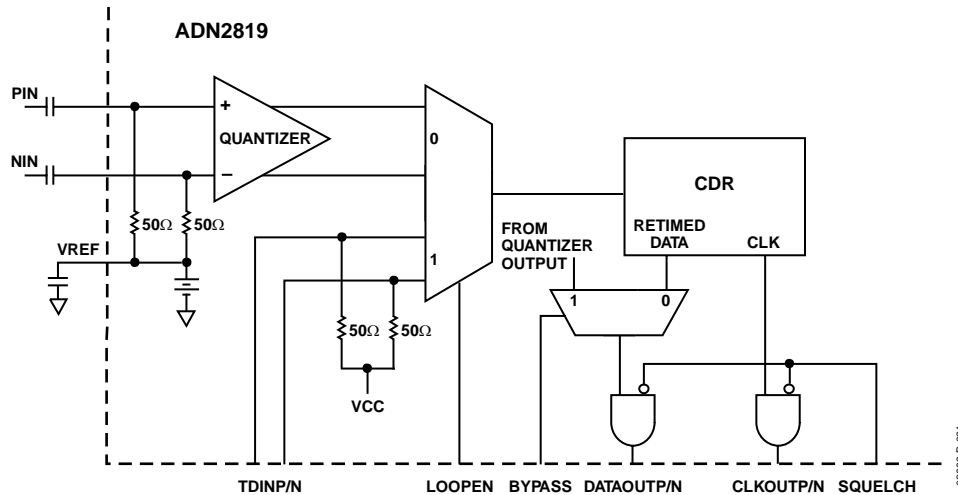 ADN2819
PIN
+
QUANTIZER
0
NIN
−
CDR
50Ω
50Ω
FROM
QUANTIZER
OUTPUT
RETIMED
DATA
CLK
VREF
1
1
0
50Ω
50Ω
VCC
TDINP/N
LOOPEN
BYPASS
DATAOUTP/N
CLKOUTP/N
SQUELCH